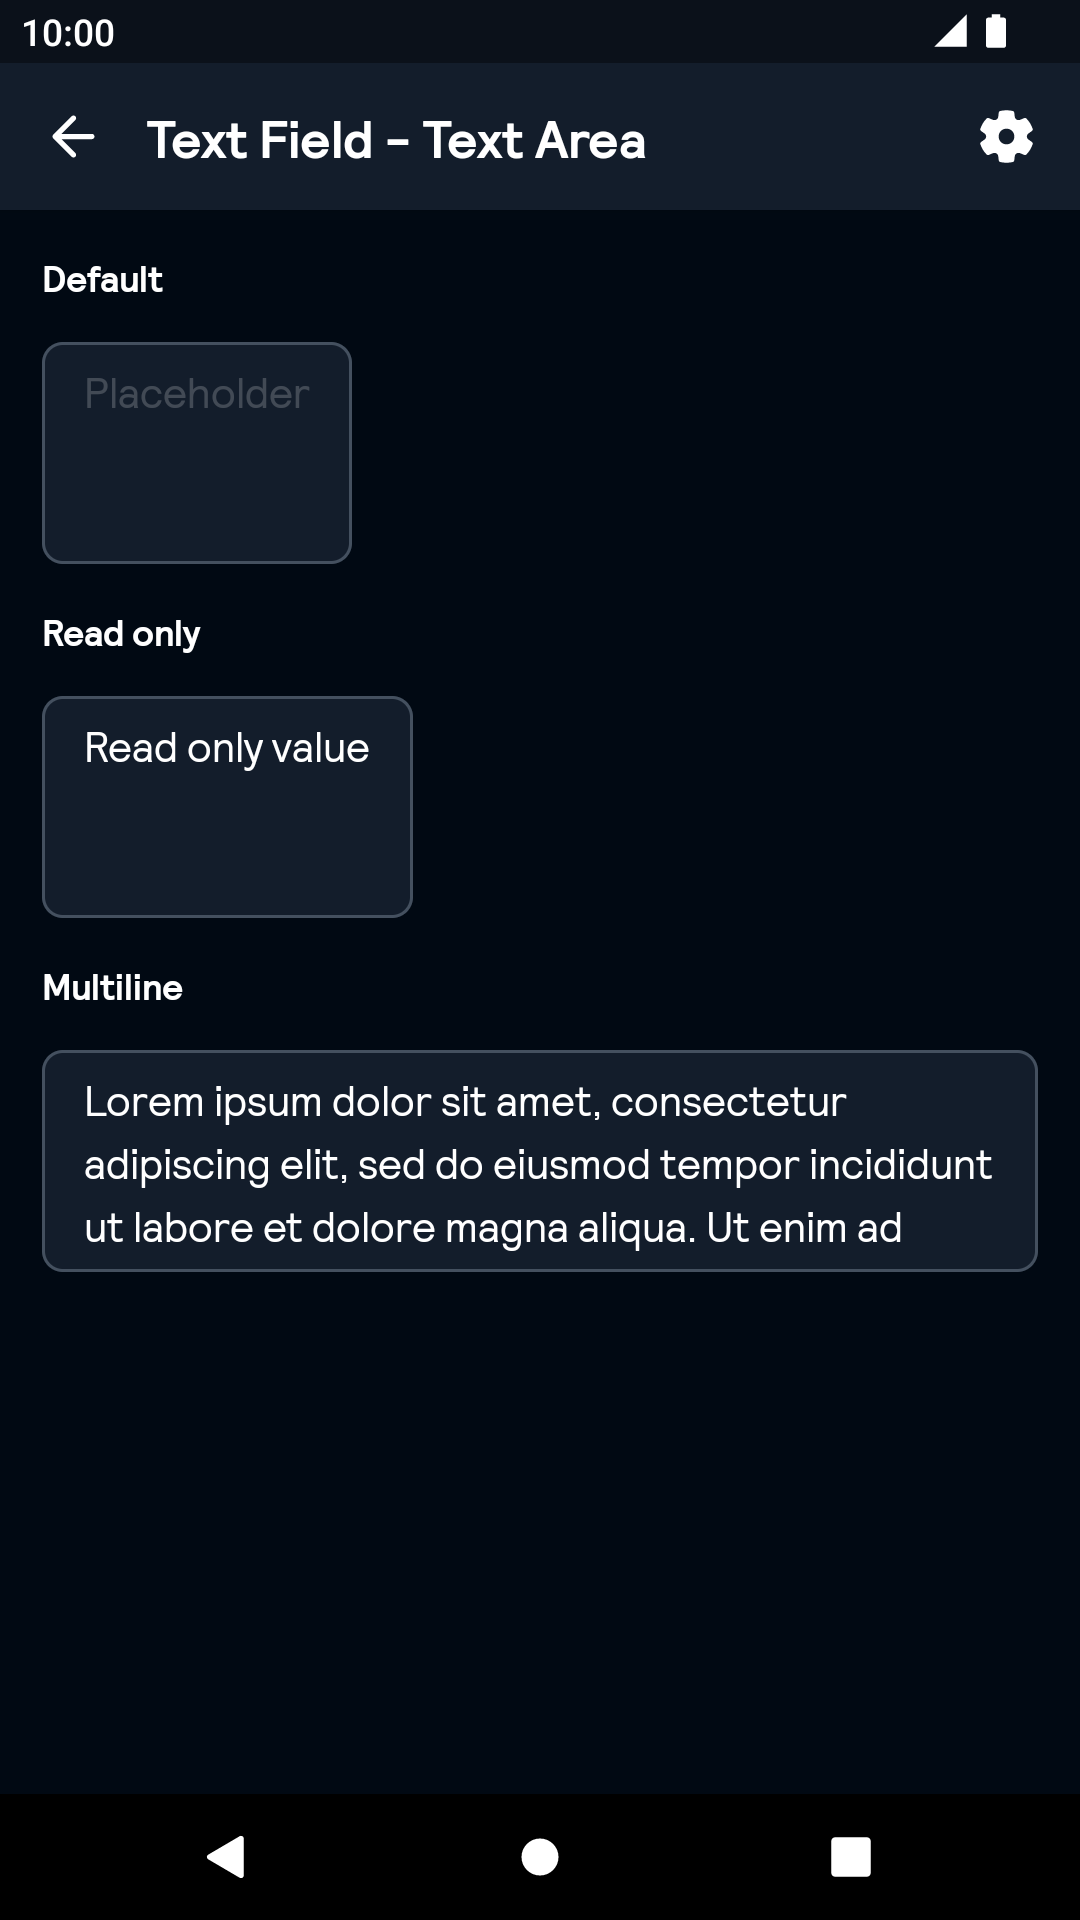 10:00
Text Field - Text Area
Default
Placeholder
Read only
Read only value
Multiline
Lorem ipsum dolor sit amet, consectetur
adipiscing elit, sed do eiusmod tempor incididunt
ut labore et dolore magna aliqua. Ut enim ad